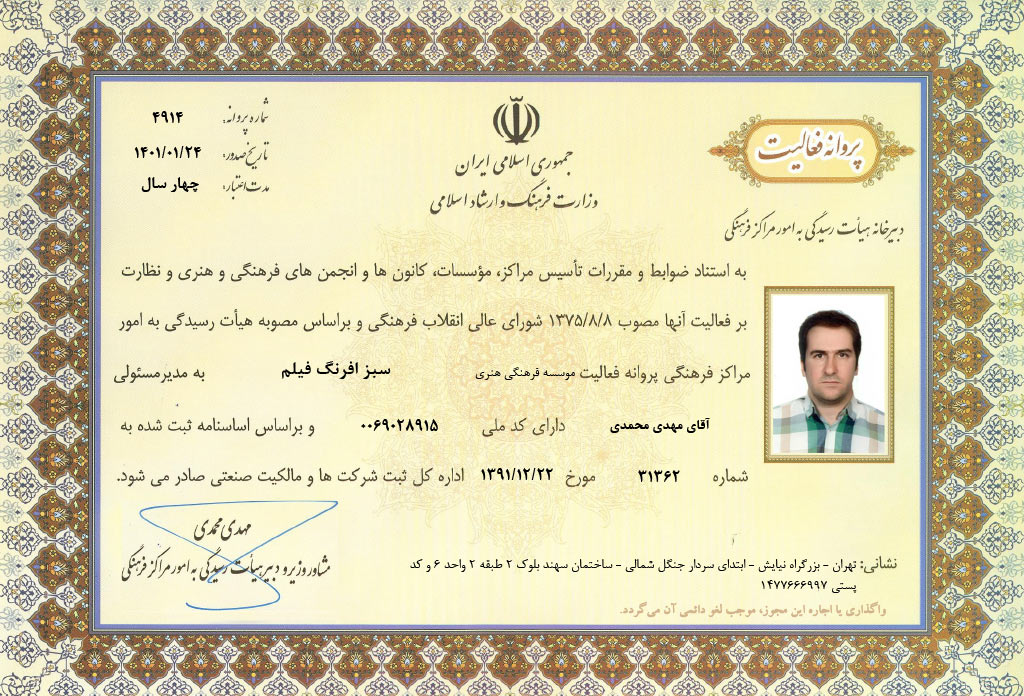 پروانه فعالیت
دبیرخانه هیأت رسیدگی به امور مراکز فرهنگی
جمهوری اسلامی ایران
وزارت فرهنگ و ارشاد اسلامی
شماره پروانه: ۴۹۱۴
تاریخ صدور: ۱۴۰۱/۰۱/۲۴
مدت اعتبار: چهار سال
به استناد ضوابط و مقررات تأسیس مراکز، مؤسسات، کانون ها و انجمن های فرهنگی و هنری و نظارت
بر فعالیت آنها مصوب ۱۳۷۵/۸/۸ شورای عالی انقلاب فرهنگی و براساس مصوبه هیأت رسیدگی به امور
مراکز فرهنگی پروانه فعالیت موسسه فرهنگی هنری سبز افرنگ فیلم به مدیرمسئولی
آقای مهدی محمدی دارای کد ملی ۰۰۶۹۰۲۸۹۱۵ و براساس اساسنامه ثبت شده به
شماره ۳۱۳۶۲ مورخ ۱۳۹۱/۱۲/۲۲ اداره کل ثبت شرکت ها و مالکیت صنعتی صادر می شود.
مهدی محمدی
مشاور وزیر و دبیر هیأت رسیدگی به امور مراکز فرهنگی
نشانی: تهران - بزرگراه نیایش - ابتدای سردار جنگل شمالی - ساختمان سهند بلوک ۲ طبقه ۲ واحد ۶ و کد
پستی ۱۴۷۷۶۶۶۹۹۷
واگذاری یا اجاره این مجوز، موجب لغو دائمی آن می‌گردد.